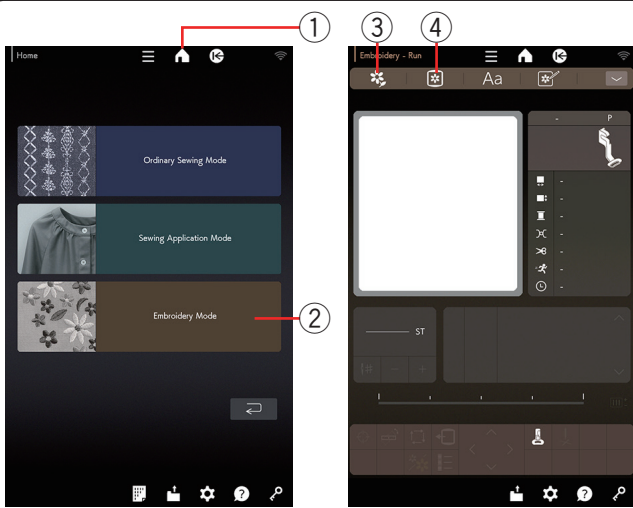 ① ③ ④
Home
Embroidery - Run
Aa
- P
Ordinary Sewing Mode
-
-
-
-
Sewing Application Mode
-
-
-
② Embroidery Mode
ST
# - +